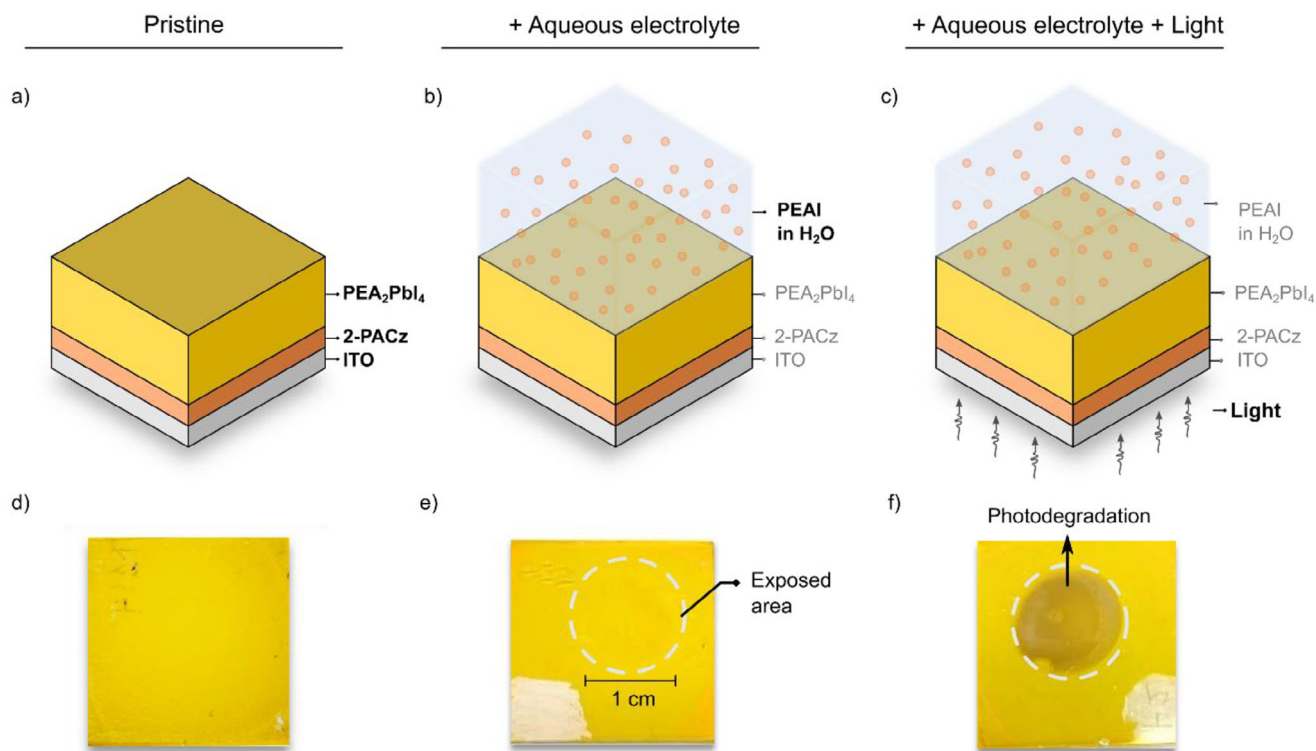 Pristine
+ Aqueous electrolyte
+ Aqueous electrolyte + Light
a)
PEA₂PbI₄
2-PACz
ITO
b)
PEAI
in H₂O
PEA₂PbI₄
2-PACz
ITO
c)
PEAI
in H₂O
PEA₂PbI₄
2-PACz
ITO
Light
d)
e)
Exposed
area
1 cm
f)
Photodegradation